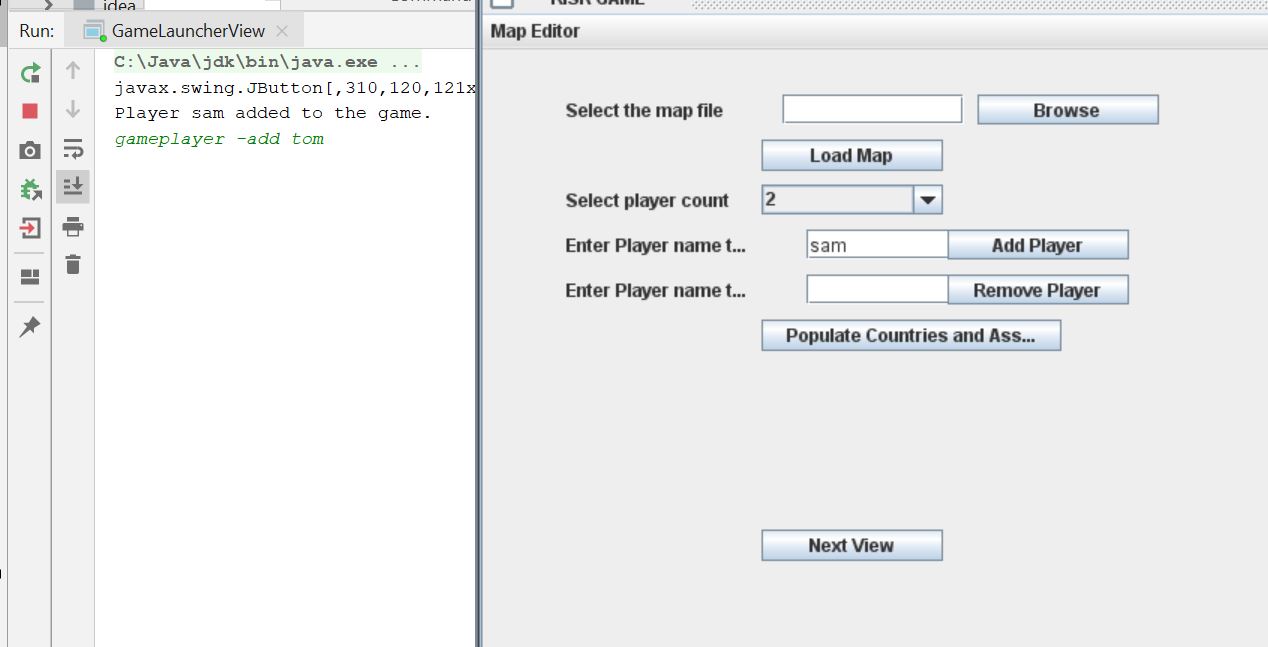 idea
Run: GameLauncherView
C:\Java\jdk\bin\java.exe ...
javax.swing.JButton[,310,120,121x
Player sam added to the game.
gameplayer -add tom
RISK GAME
Map Editor
Select the map file Browse
Load Map
Select player count 2
Enter Player name t... sam Add Player
Enter Player name t... Remove Player
Populate Countries and Ass...
Next View